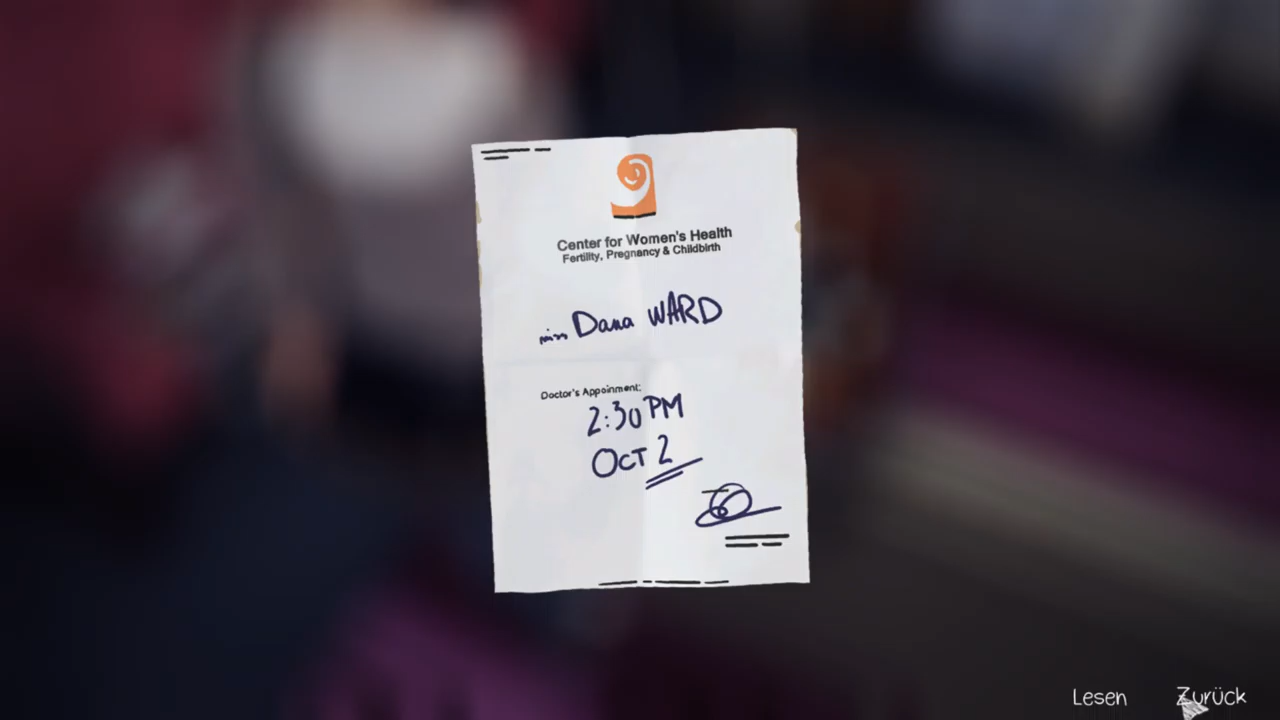 Center for Women's Health
Fertility, Pregnancy & Childbirth
miss Dana WARD
Doctor's Appoinment:
2:30 PM
OCT 2
Lesen Zurück